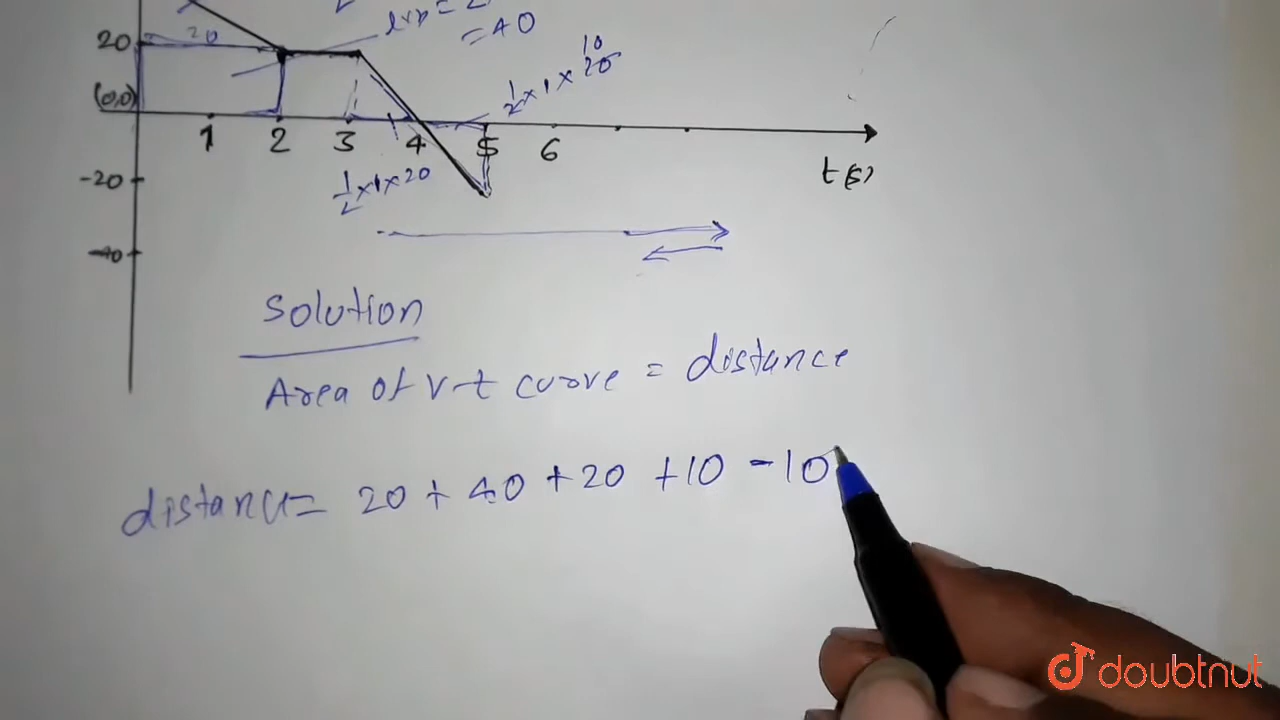 = 40
20
20
10
1/2 × 1 × 20
(0,0)
1 2 3 4 5 6
t (s)
-20
1/2 × 1 × 20
-40
Solution
Area of v-t curve = distance
distance = 20 + 40 + 20 + 10 - 10
doubtnut